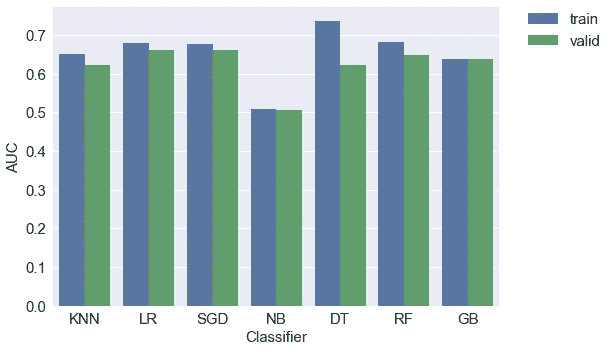 train
valid
0.7
0.6
0.5
0.4
0.3
0.2
0.1
0.0
AUC
KNN LR SGD NB DT RF GB
Classifier